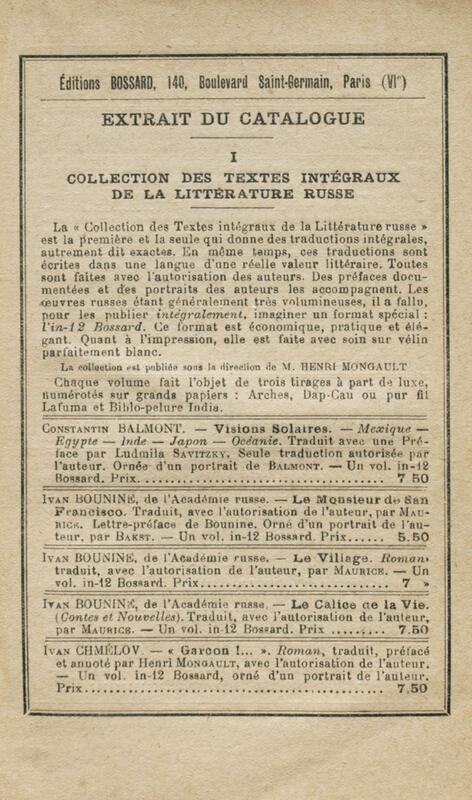 Éditions BOSSARD, 140, Boulevard Saint-Germain, Paris (VIᵉ)
EXTRAIT DU CATALOGUE
I
COLLECTION DES TEXTES INTÉGRAUX
DE LA LITTÉRATURE RUSSE
La « Collection des Textes intégraux de la Littérature russe »
est la première et la seule qui donne des traductions intégrales,
autrement dit exactes. En même temps, ces traductions sont
écrites dans une langue d'une réelle valeur littéraire. Toutes
sont faites avec l'autorisation des auteurs. Des préfaces docu-
mentées et des portraits des auteurs les accompagnent. Les
œuvres russes étant généralement très volumineuses, il a fallu,
pour les publier intégralement, imaginer un format spécial :
l'in-12 Bossard. Ce format est économique, pratique et élé-
gant. Quant à l'impression, elle est faite avec soin sur vélin
parfaitement blanc.
La collection est publiée sous la direction de M. HENRI MONGAULT
Chaque volume fait l'objet de trois tirages à part de luxe,
numérotés sur grands papiers : Arches, Dap-Cau ou pur fil
Lafuma et Biblo-pelure India.
CONSTANTIN BALMONT. — Visions Solaires. — Mexique —
Egypte — Inde — Japon — Océanie. Traduit avec une Pré-
face par Ludmila SAVITZKY, Seule traduction autorisée par
l'auteur. Ornée d'un portrait de BALMONT. — Un vol. in-12
Bossard. Prix........................................ 7 50
IVAN BOUNINE, de l'Académie russe. — Le Monsieur de San
Francisco. Traduit, avec l'autorisation de l'auteur, par MAU-
RICE. Lettre-préface de Bounine. Orné d'un portrait de l'au-
teur, par BAKST. — Un vol. in-12 Bossard. Prix...... 5.50
IVAN BOUNINE, de l'Académie russe. — Le Village. Roman,
traduit, avec l'autorisation de l'auteur, par MAURICE. — Un
vol. in-12 Bossard. Prix.............................. 7 »
IVAN BOUNINE, de l'Académie russe. — Le Calice de la Vie.
(Contes et Nouvelles). Traduit, avec l'autorisation de l'auteur,
par MAURICE. — Un vol. in-12 Bossard. Prix ......... 7.50
IVAN CHMÉLOV. — « Garçon !... ». Roman, traduit, préfacé
et annoté par Henri MONGAULT, avec l'autorisation de l'auteur.
— Un vol. in-12 Bossard, orné d'un portrait de l'auteur.
Prix................................................ 7.50